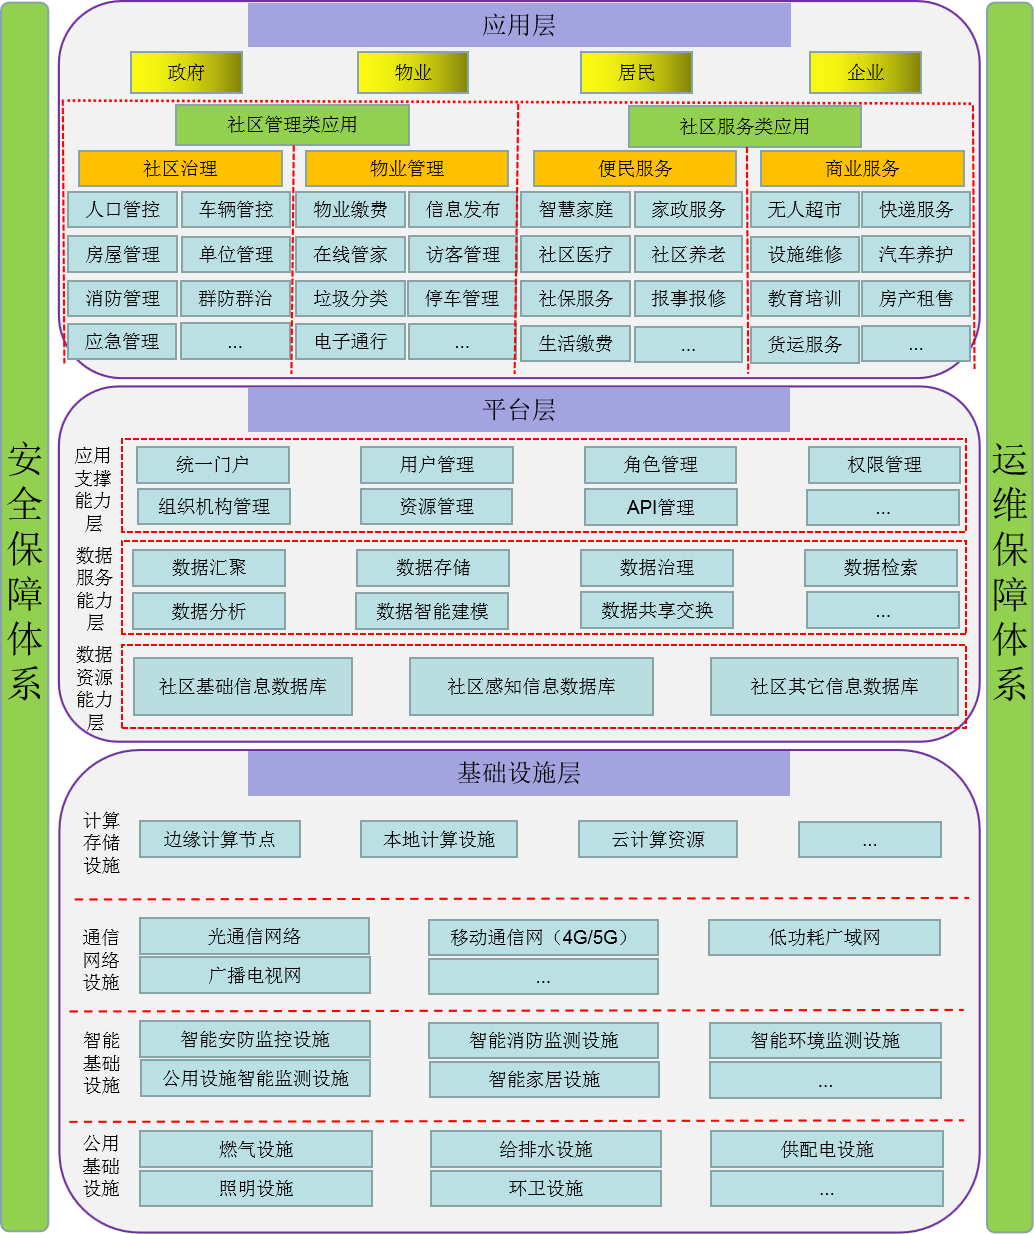 应用层
政府
物业
居民
企业
社区管理类应用
社区服务类应用
社区治理
物业管理
便民服务
商业服务
人口管控
车辆管控
物业缴费
信息发布
智慧家庭
家政服务
无人超市
快递服务
房屋管理
单位管理
在线管家
访客管理
社区医疗
社区养老
设施维修
汽车养护
消防管理
群防群治
垃圾分类
停车管理
社保服务
报事报修
教育培训
房产租售
应急管理
...
电子通行
...
生活缴费
...
货运服务
...
平台层
应用
支撑
能力
层
统一门户
用户管理
角色管理
权限管理
组织机构管理
资源管理
API管理
...
数据
服务
能力
层
数据汇聚
数据存储
数据治理
数据检索
数据分析
数据智能建模
数据共享交换
...
数据
资源
能力
层
社区基础信息数据库
社区感知信息数据库
社区其它信息数据库
基础设施层
计算
存储
设施
边缘计算节点
本地计算设施
云计算资源
...
通信
网络
设施
光通信网络
移动通信网（4G/5G）
低功耗广域网
广播电视网
...
智能
基础
设施
智能安防监控设施
智能消防监测设施
智能环境监测设施
公用设施智能监测设施
智能家居设施
...
公用
基础
设施
燃气设施
给排水设施
供配电设施
照明设施
环卫设施
...
安全保障体系
运维保障体系